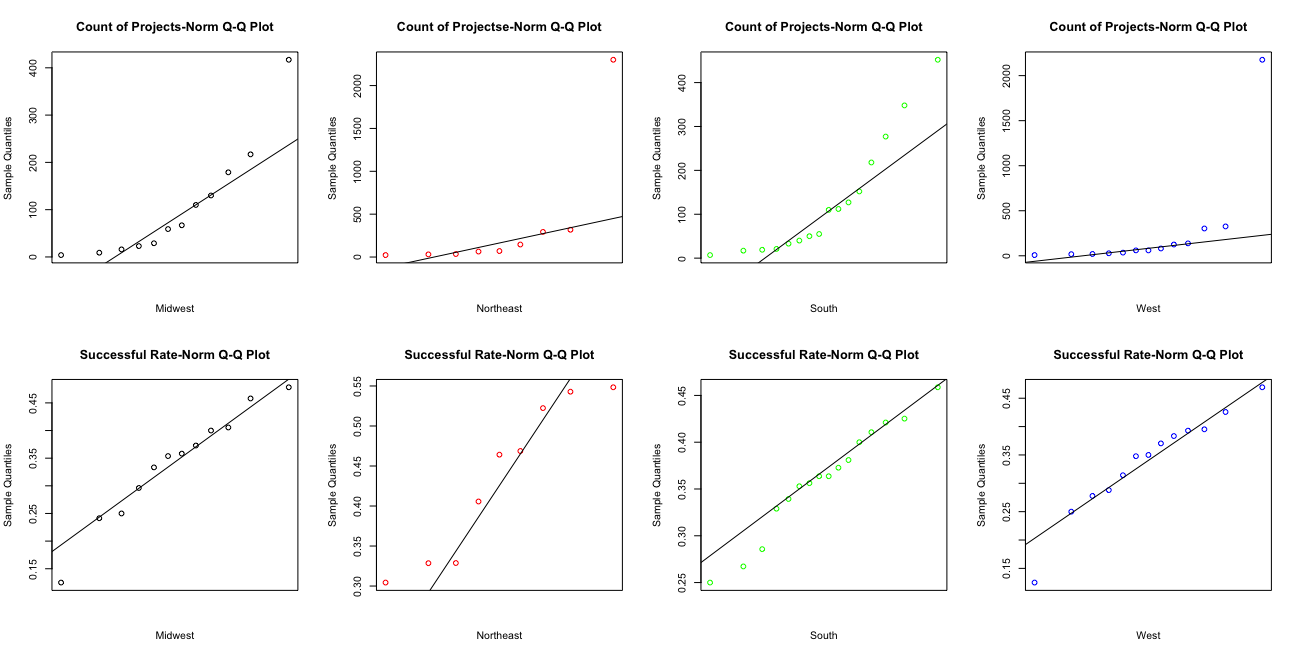 Count of Projects-Norm Q-Q Plot
Sample Quantiles
400
300
200
100
0
Midwest
Count of Projectse-Norm Q-Q Plot
Sample Quantiles
2000
1500
1000
500
0
Northeast
Count of Projects-Norm Q-Q Plot
Sample Quantiles
400
300
200
100
0
South
Count of Projects-Norm Q-Q Plot
Sample Quantiles
2000
1500
1000
500
0
West
Successful Rate-Norm Q-Q Plot
Sample Quantiles
0.45
0.35
0.25
0.15
Midwest
Successful Rate-Norm Q-Q Plot
Sample Quantiles
0.55
0.50
0.45
0.40
0.35
0.30
Northeast
Successful Rate-Norm Q-Q Plot
Sample Quantiles
0.45
0.40
0.35
0.30
0.25
South
Successful Rate-Norm Q-Q Plot
Sample Quantiles
0.45
0.35
0.25
0.15
West